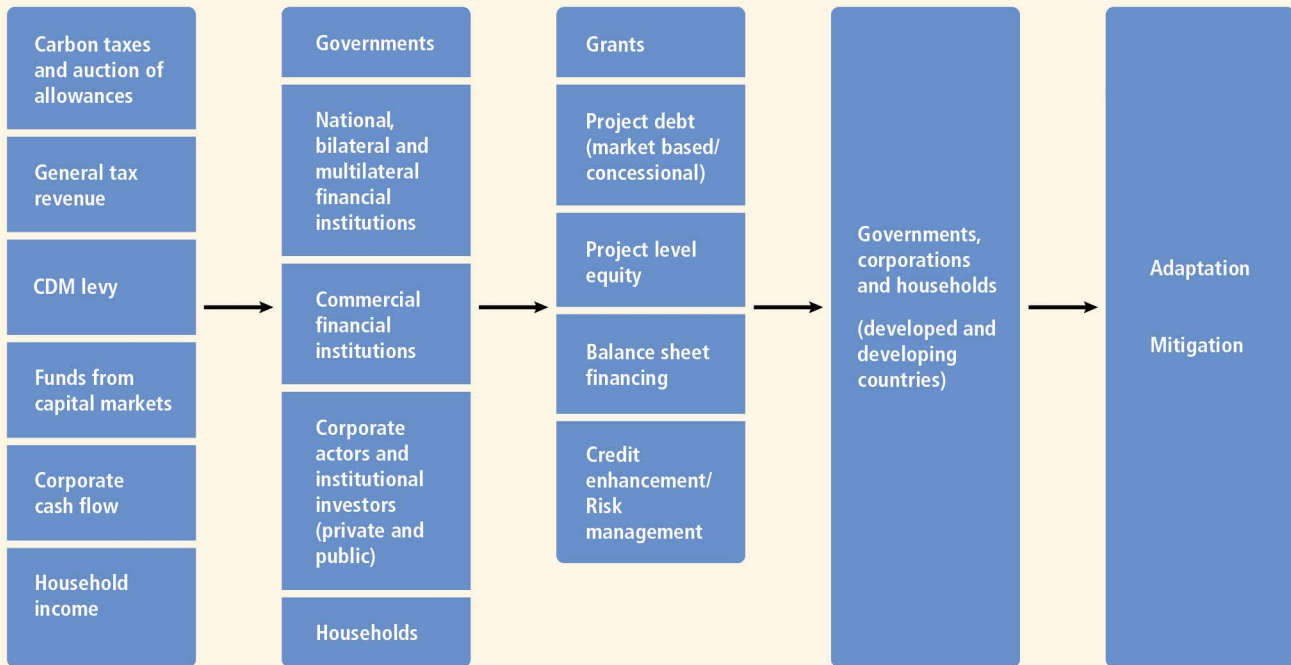 Carbon taxes
and auction of
allowances
General tax
revenue
CDM levy
Funds from
capital markets
Corporate
cash flow
Household
income
Governments
National,
bilateral and
multilateral
financial
institutions
Commercial
financial
institutions
Corporate
actors and
institutional
investors
(private and
public)
Households
Grants
Project debt
(market based/
concessional)
Project level
equity
Balance sheet
financing
Credit
enhancement/
Risk
management
Governments,
corporations
and households
(developed and
developing
countries)
Adaptation
Mitigation